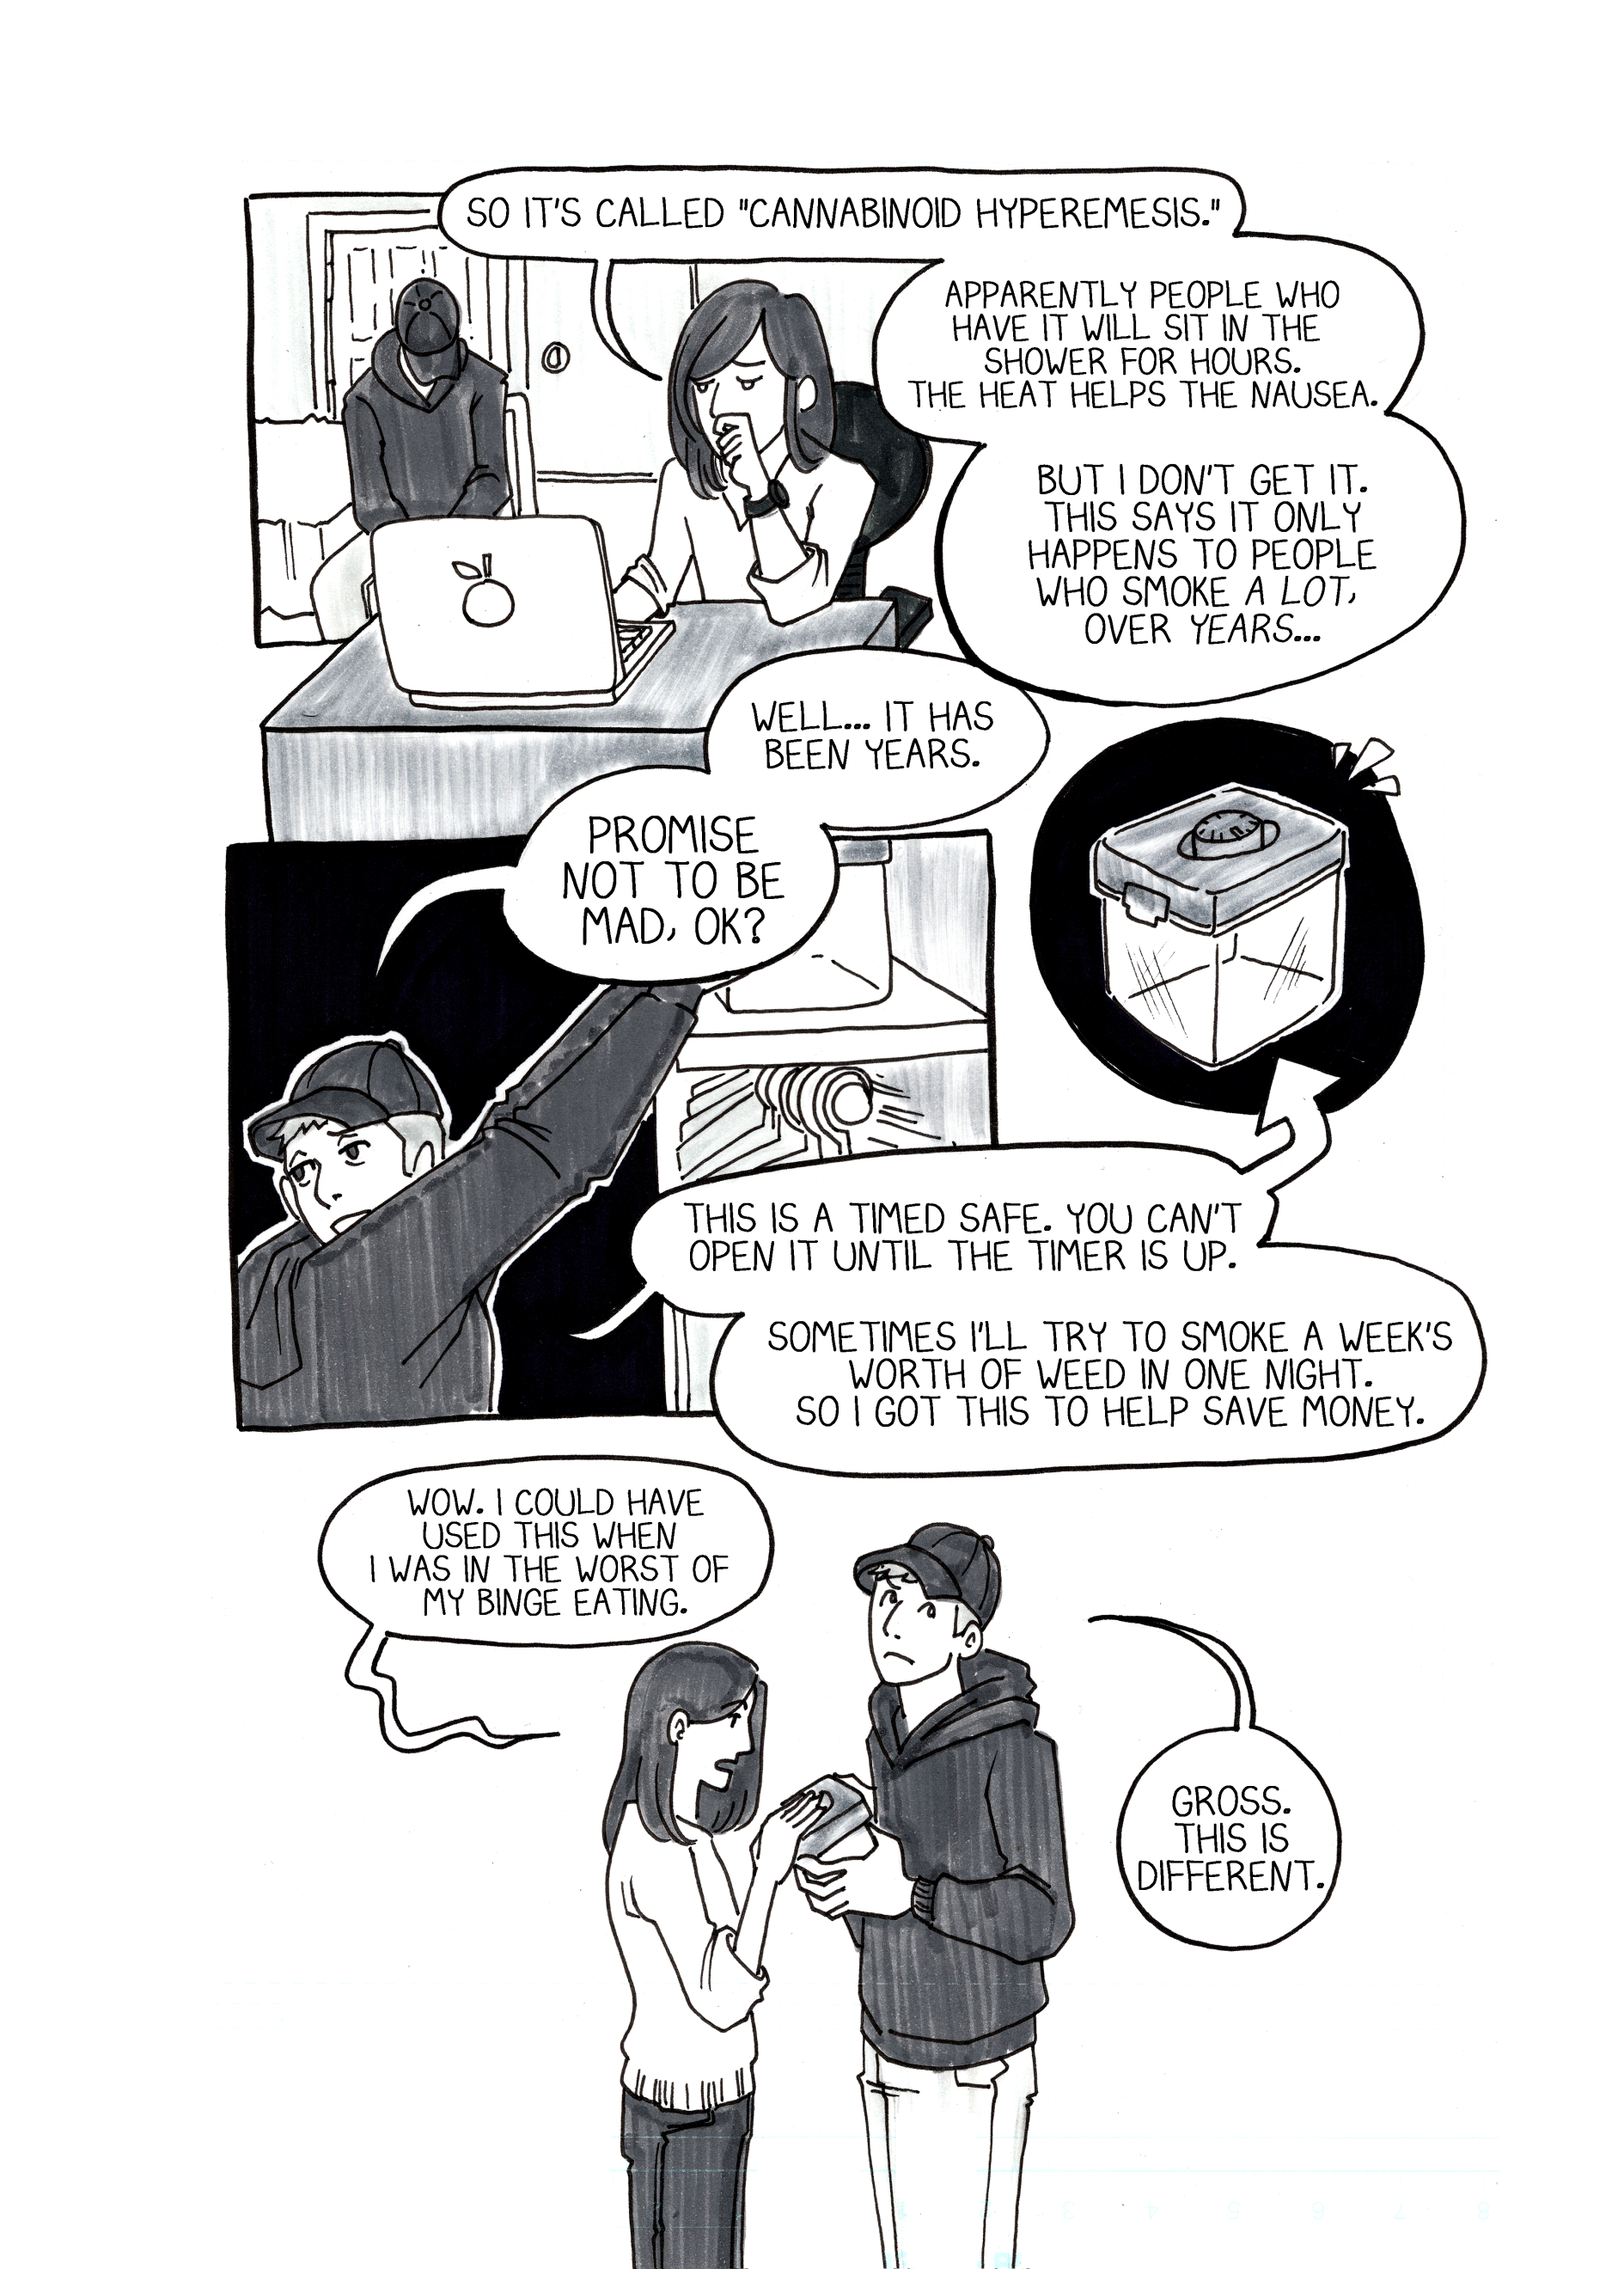 SO IT'S CALLED "CANNABINOID HYPEREMESIS."
APPARENTLY PEOPLE WHO
HAVE IT WILL SIT IN THE
SHOWER FOR HOURS.
THE HEAT HELPS THE NAUSEA.
BUT I DON'T GET IT.
THIS SAYS IT ONLY
HAPPENS TO PEOPLE
WHO SMOKE A LOT,
OVER YEARS...
WELL... IT HAS
BEEN YEARS.
PROMISE
NOT TO BE
MAD, OK?
THIS IS A TIMED SAFE. YOU CAN'T
OPEN IT UNTIL THE TIMER IS UP.
SOMETIMES I'LL TRY TO SMOKE A WEEK'S
WORTH OF WEED IN ONE NIGHT.
SO I GOT THIS TO HELP SAVE MONEY.
WOW. I COULD HAVE
USED THIS WHEN
I WAS IN THE WORST OF
MY BINGE EATING.
GROSS.
THIS IS
DIFFERENT.